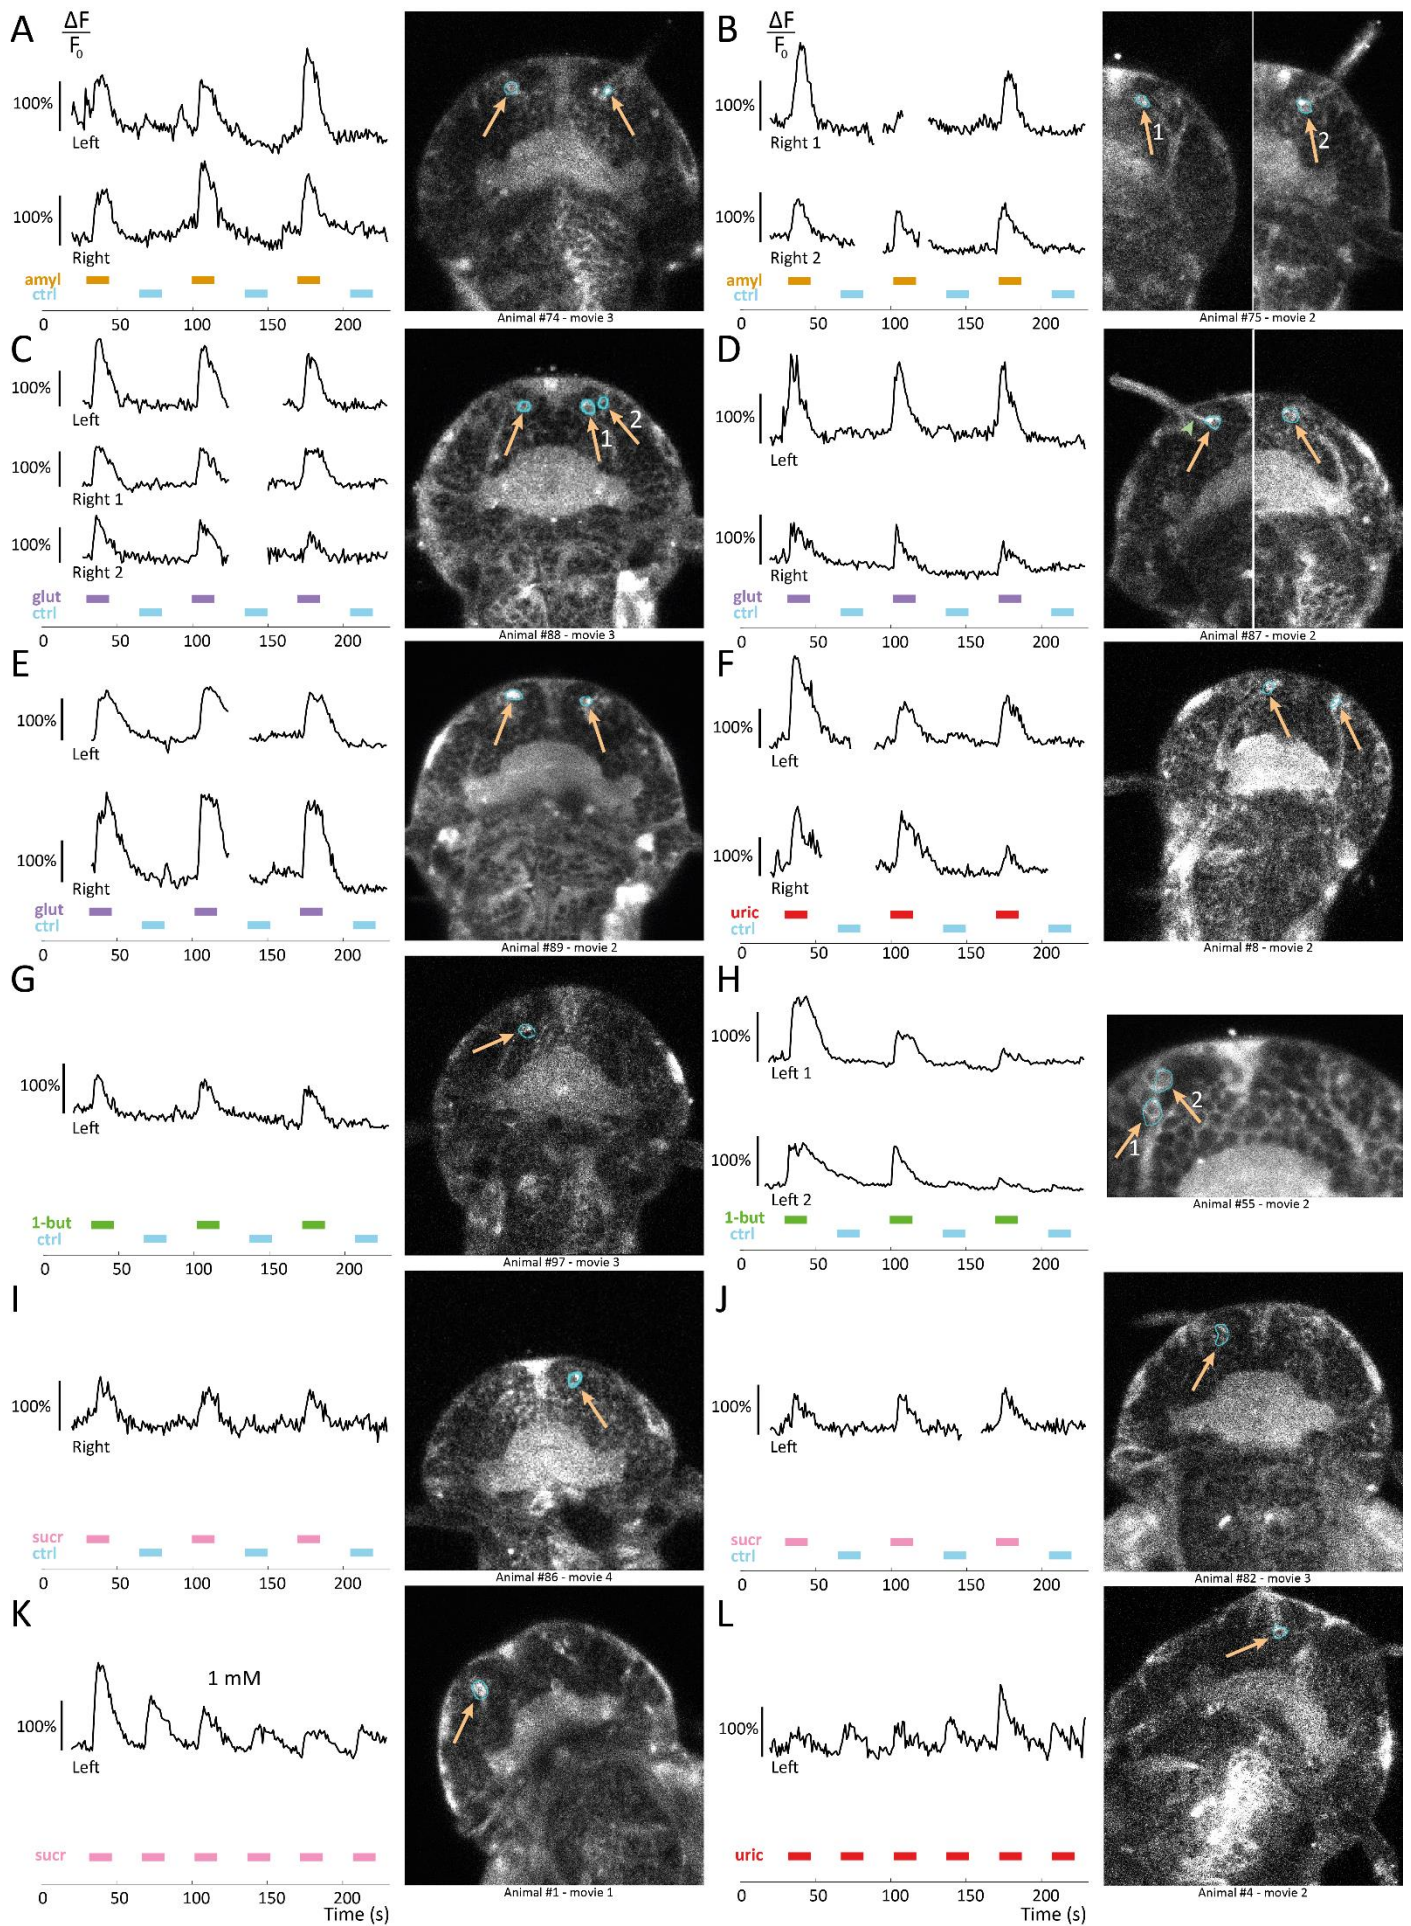 A
ΔF
F₀
100%
Left
100%
Right
amyl
ctrl
0 50 100 150 200
Animal #74 - movie 3
B
ΔF
F₀
100%
Right 1
100%
Right 2
amyl
ctrl
0 50 100 150 200
1
2
Animal #75 - movie 2
C
100%
Left
100%
Right 1
100%
Right 2
glut
ctrl
0 50 100 150 200
1
2
Animal #88 - movie 3
D
100%
Left
100%
Right
glut
ctrl
0 50 100 150 200
Animal #87 - movie 2
E
100%
Left
100%
Right
glut
ctrl
0 50 100 150 200
Animal #89 - movie 2
F
100%
Left
100%
Right
uric
ctrl
0 50 100 150 200
Animal #8 - movie 2
G
100%
Left
1-but
ctrl
0 50 100 150 200
Animal #97 - movie 3
H
100%
Left 1
100%
Left 2
1-but
ctrl
0 50 100 150 200
2
1
Animal #55 - movie 2
I
100%
Right
sucr
ctrl
0 50 100 150 200
Animal #86 - movie 4
J
100%
Left
sucr
ctrl
0 50 100 150 200
Animal #82 - movie 3
K
1 mM
100%
Left
sucr
0 50 100 150 200
Time (s)
Animal #1 - movie 1
L
100%
Left
uric
0 50 100 150 200
Time (s)
Animal #4 - movie 2